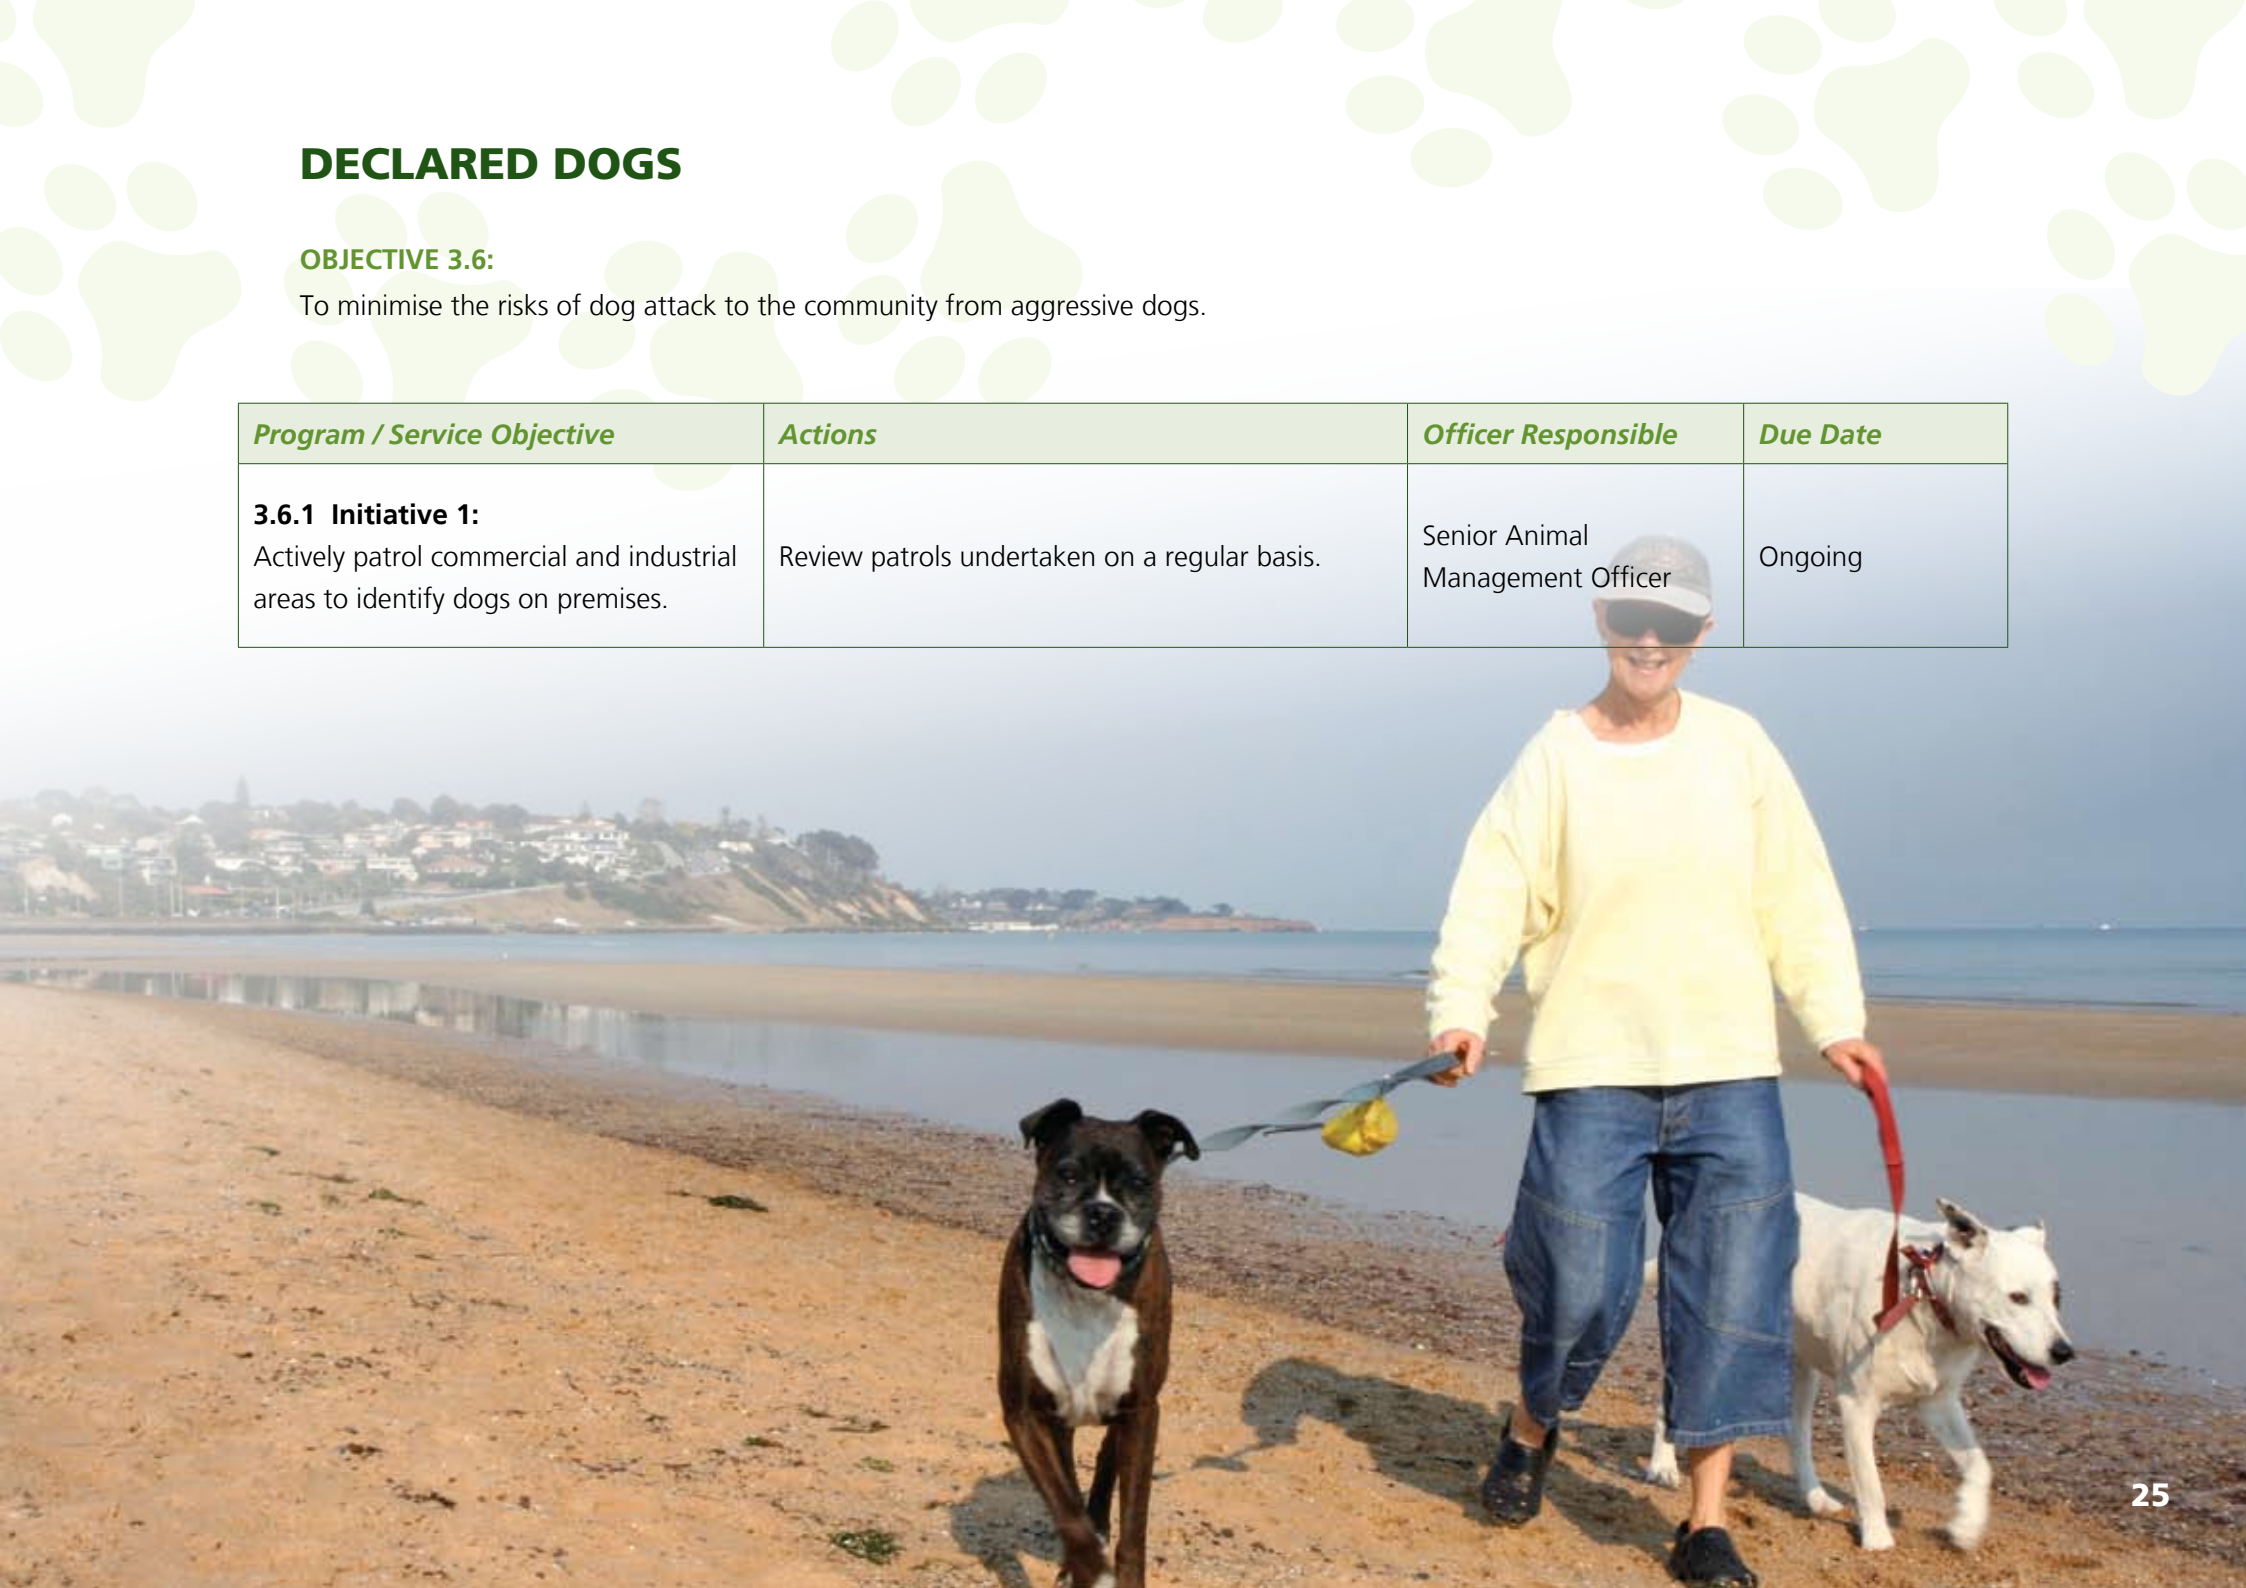 DECLARED DOGS
OBJECTIVE 3.6:
To minimise the risks of dog attack to the community from aggressive dogs.
Program / Service Objective
Actions
Officer Responsible
Due Date
3.6.1 Initiative 1:
Actively patrol commercial and industrial
areas to identify dogs on premises.
Review patrols undertaken on a regular basis.
Senior Animal
Management Officer
Ongoing
25